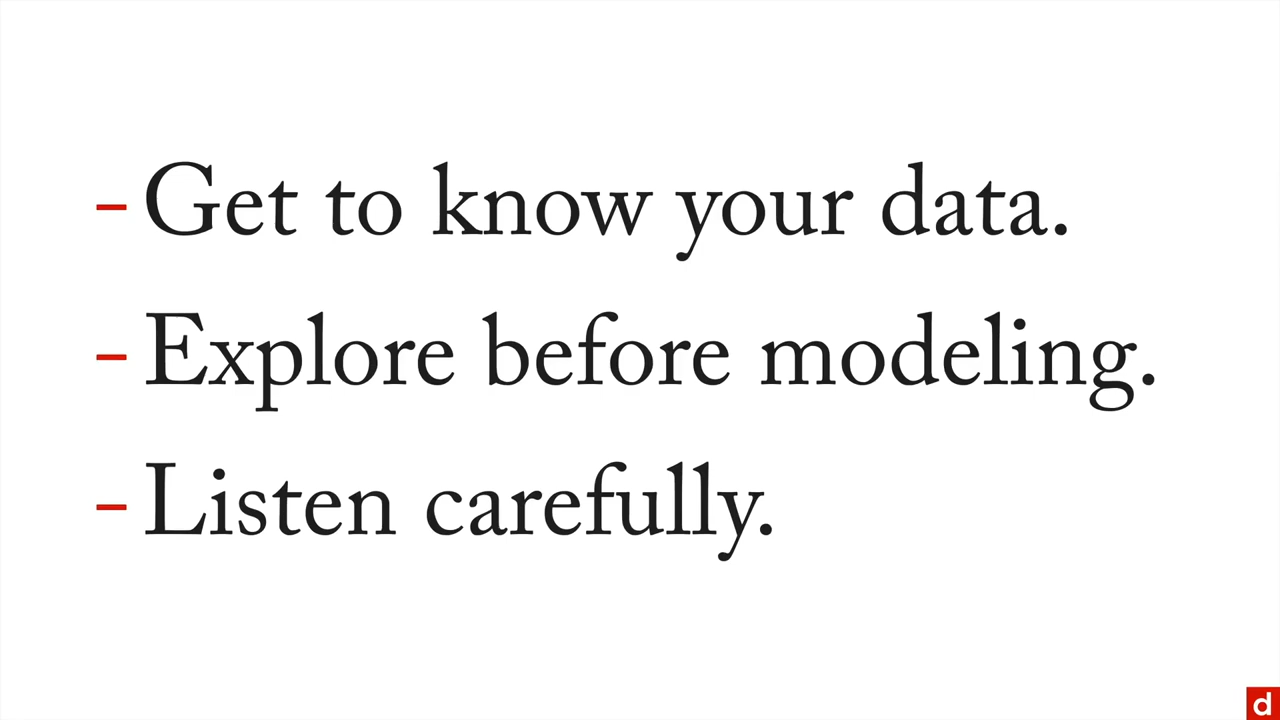 - Get to know your data.
- Explore before modeling.
- Listen carefully.
d